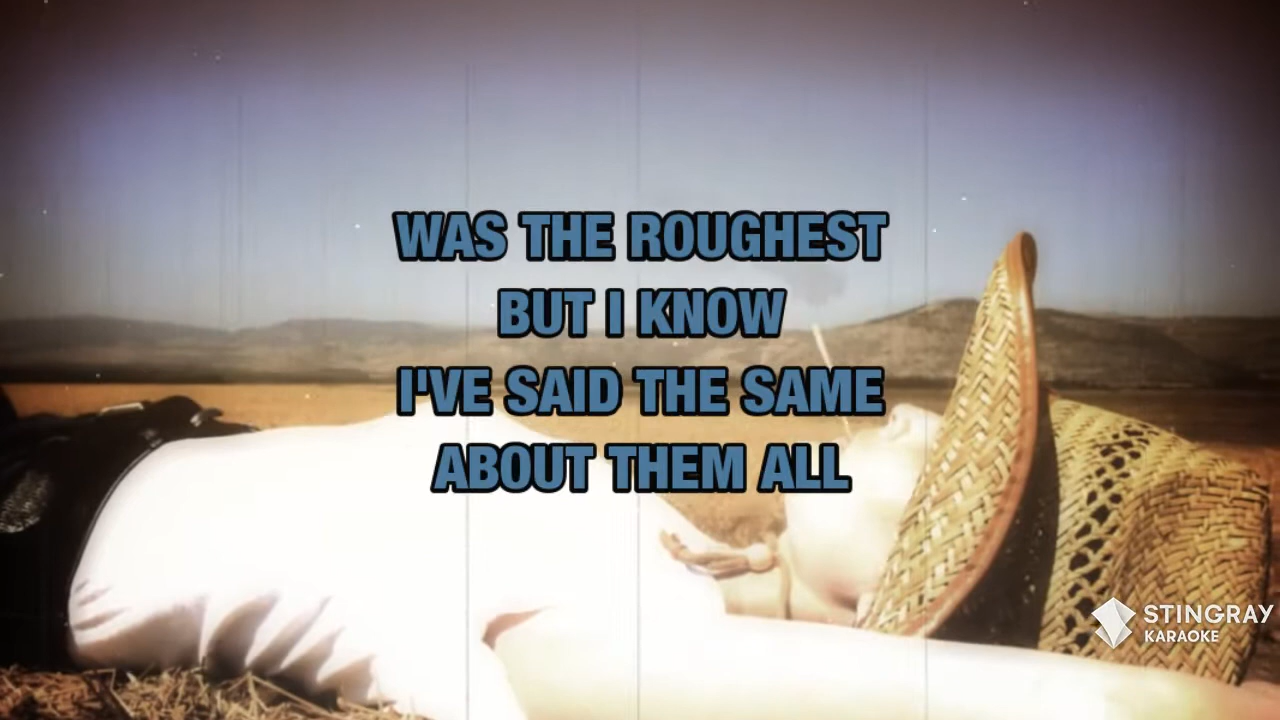 WAS THE ROUGHEST
BUT I KNOW
I'VE SAID THE SAME
ABOUT THEM ALL
STINGRAY
KARAOKE